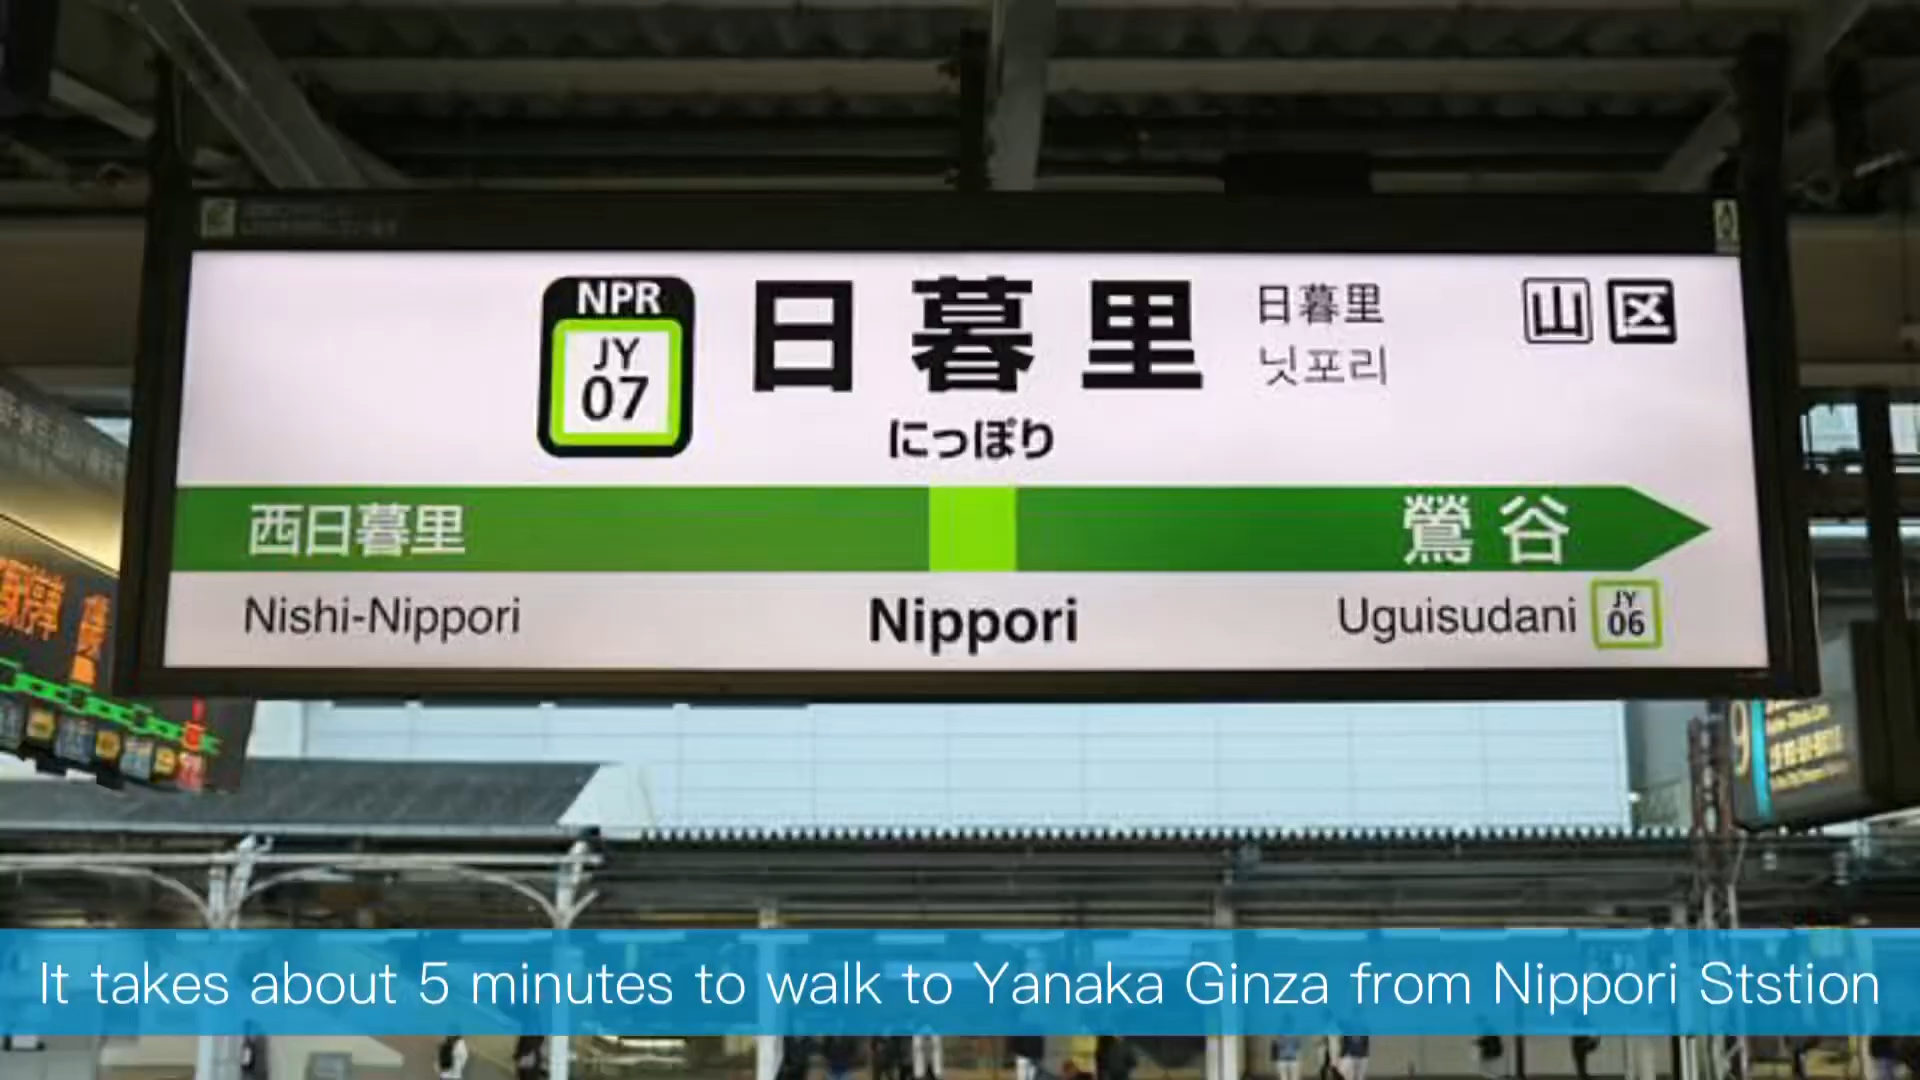 NPR
JY
07
日暮里
日暮里
닛포리
山 区
にっぽり
西日暮里
鶯谷
Nishi-Nippori
Nippori
Uguisudani
JY
06
9
It takes about 5 minutes to walk to Yanaka Ginza from Nippori Ststion